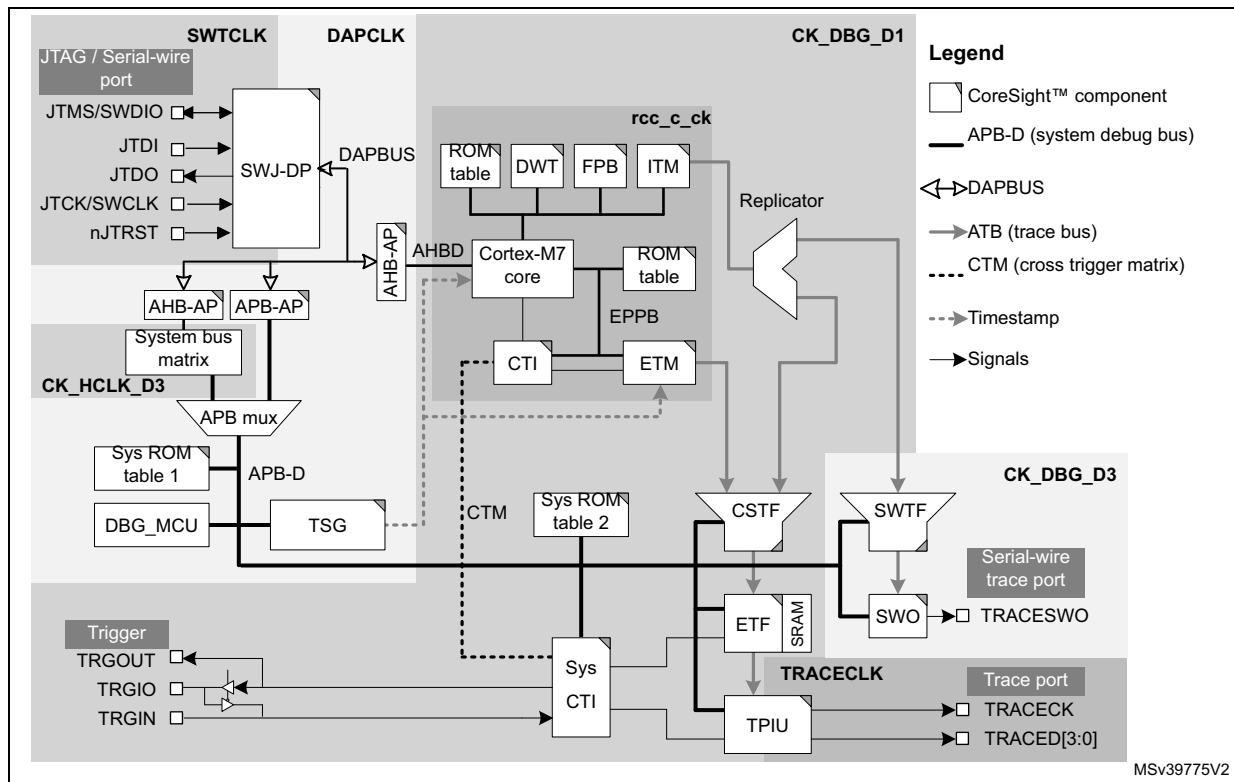 SWTCLK
DAPCLK
CK_DBG_D1
JTAG / Serial-wire
port
JTMS/SWDIO
JTDI
JTDO
JTCK/SWCLK
nJTRST
SWJ-DP
DAPBUS
rcc_c_ck
ROM
table
DWT
FPB
ITM
Replicator
AHB-AP
AHBD
Cortex-M7
core
ROM
table
EPPB
CTI
ETM
AHB-AP
APB-AP
System bus
matrix
CK_HCLK_D3
APB mux
Sys ROM
table 1
APB-D
DBG_MCU
TSG
CTM
Sys ROM
table 2
CSTF
SWTF
CK_DBG_D3
Serial-wire
trace port
SWO
TRACESWO
ETF
SRAM
Trigger
TRGOUT
TRGIO
TRGIN
Sys
CTI
TRACECLK
Trace port
TPIU
TRACECK
TRACED[3:0]
Legend
CoreSight™ component
APB-D (system debug bus)
DAPBUS
ATB (trace bus)
CTM (cross trigger matrix)
Timestamp
Signals
MSv39775V2